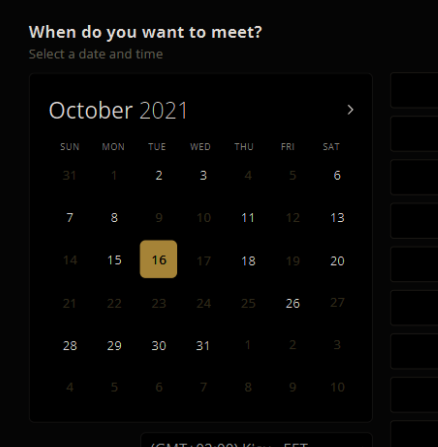 When do you want to meet?
Select a date and time
October 2021
SUN MON TUE WED THU FRI SAT
31 1 2 3 4 5 6
7 8 9 10 11 12 13
14 15 16 17 18 19 20
21 22 23 24 25 26 27
28 29 30 31 1 2 3
4 5 6 7 8 9 10